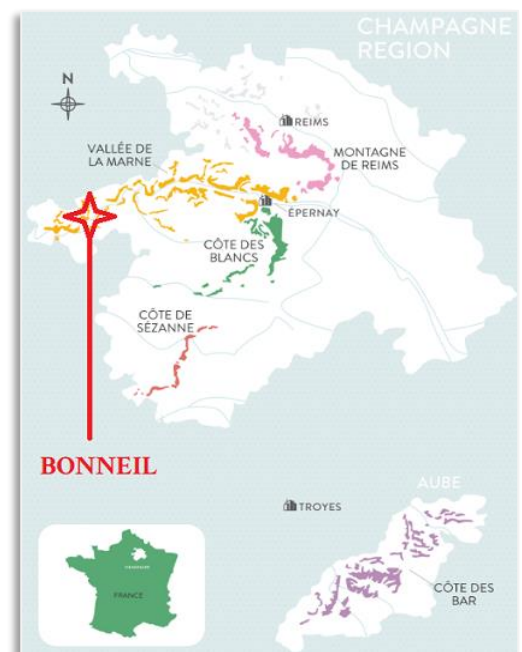 CHAMPAGNE
REGION
N
REIMS
VALLÉE DE
LA MARNE
MONTAGNE
DE REIMS
ÉPERNAY
CÔTE DES
BLANCS
CÔTE DE
SÉZANNE
BONNEIL
AUBE
TROYES
CÔTE DES
BAR
FRANCE